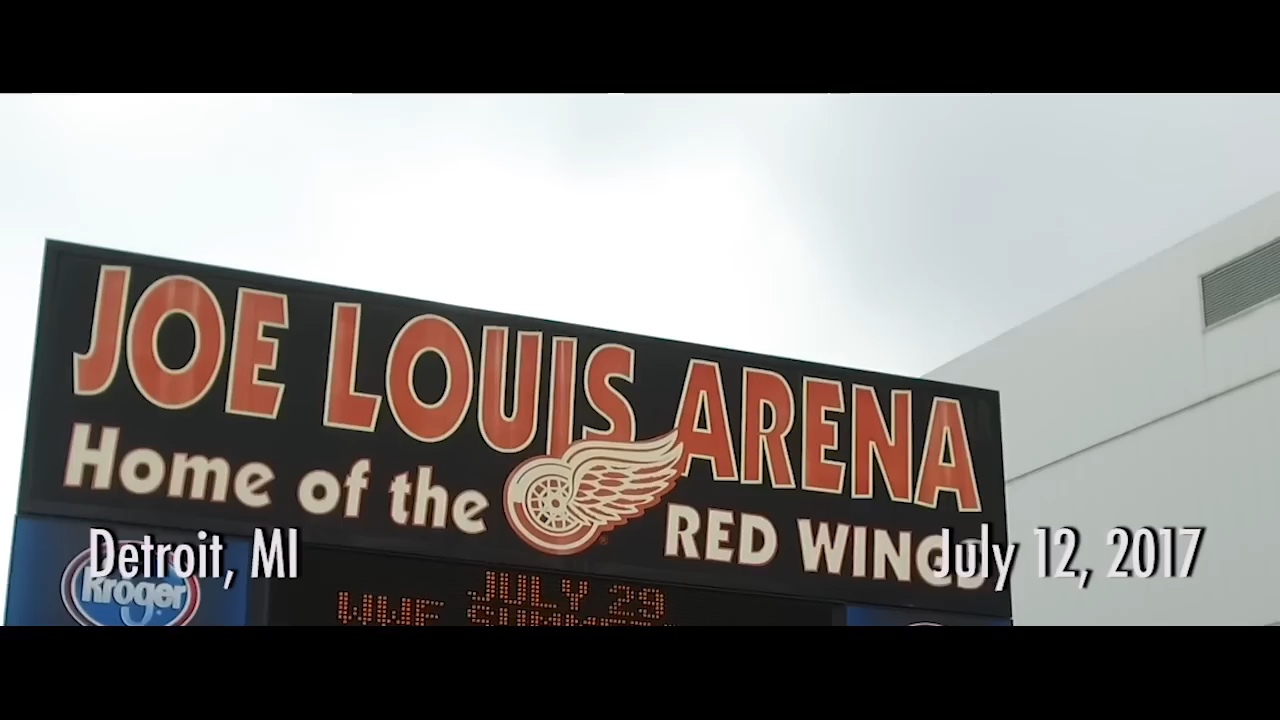 JOE LOUIS ARENA
Home of the RED WINGS
Detroit, MI
July 12, 2017
Kroger
JULY 29